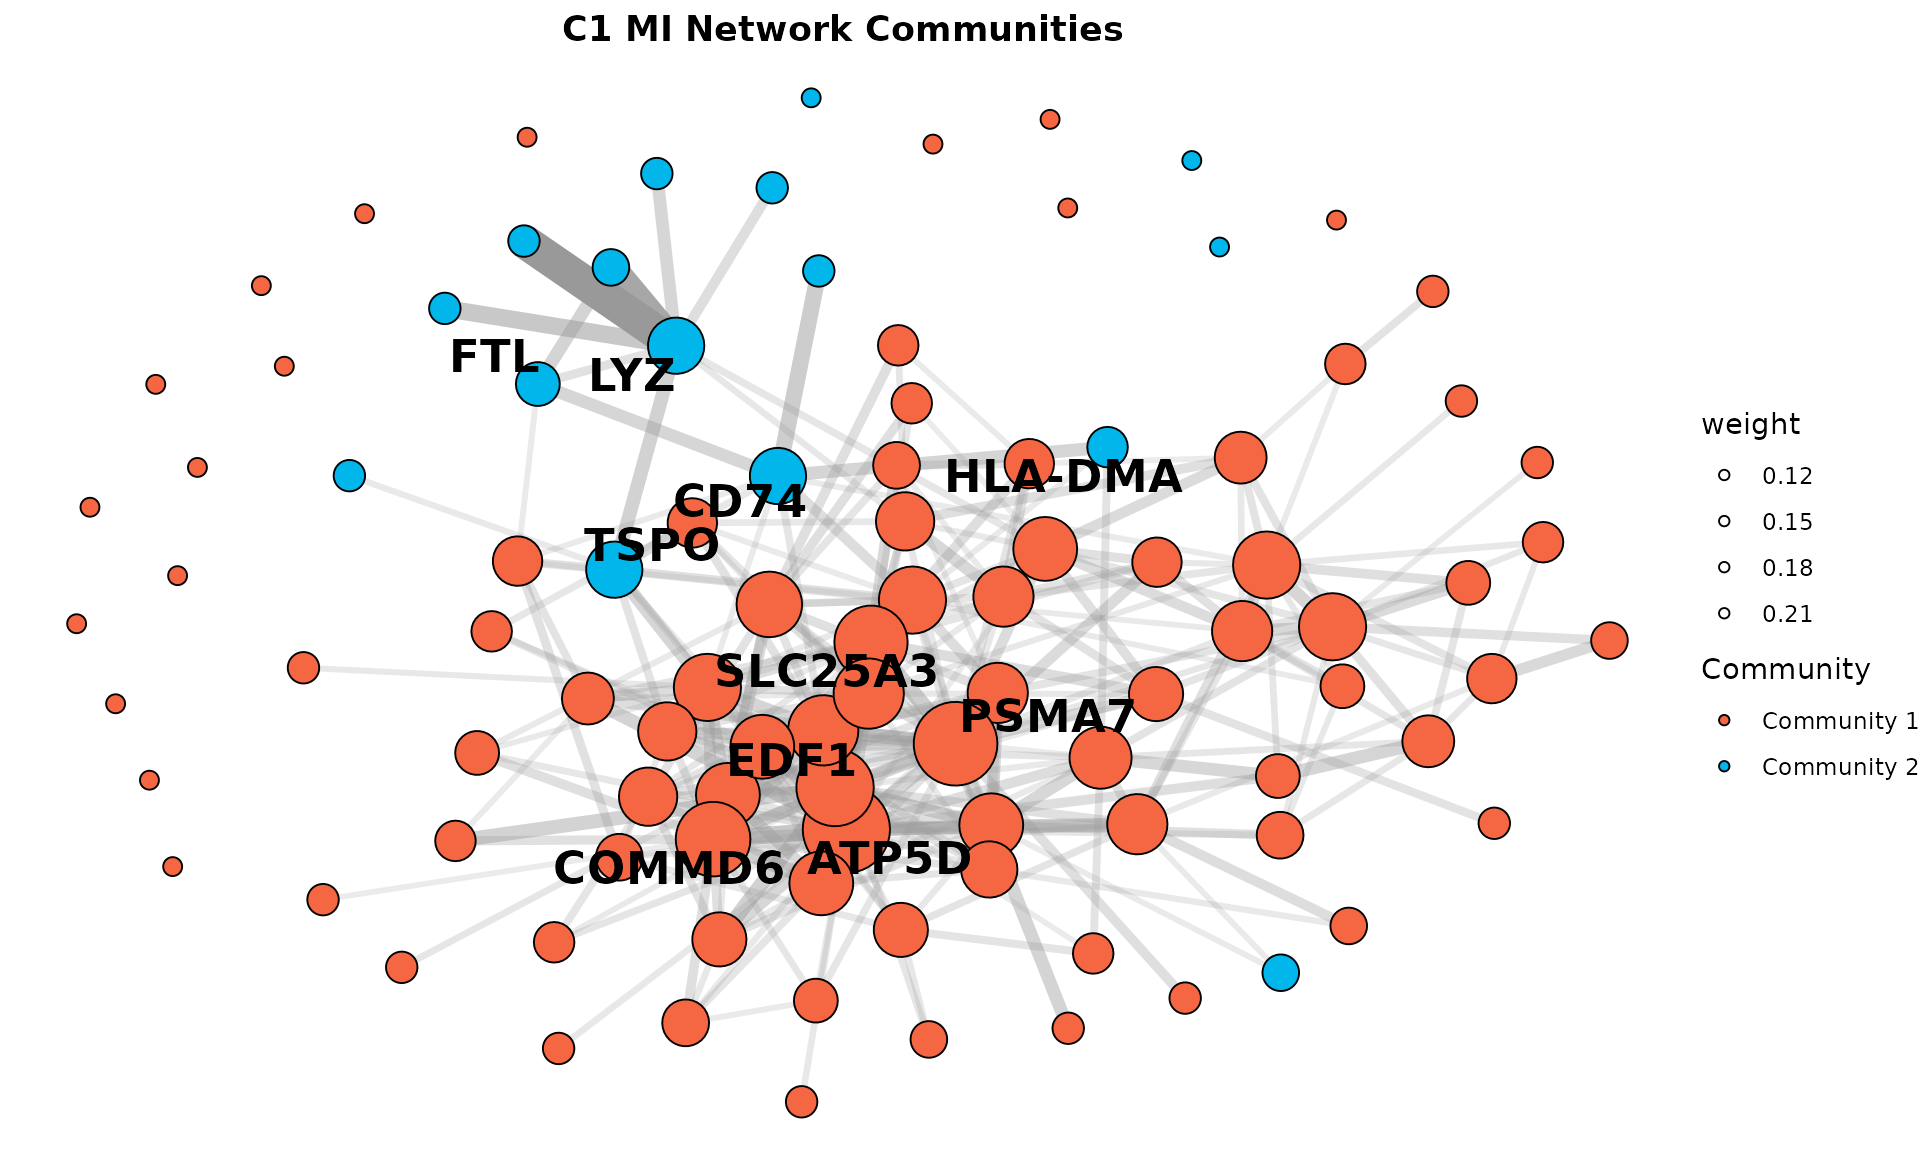 C1 MI Network Communities
FTL
LYZ
HLA-DMA
CD74
TSPO
SLC25A3
PSMA7
EDF1
ATP5D
COMMD6
weight
0.12
0.15
0.18
0.21
Community
Community 1
Community 2